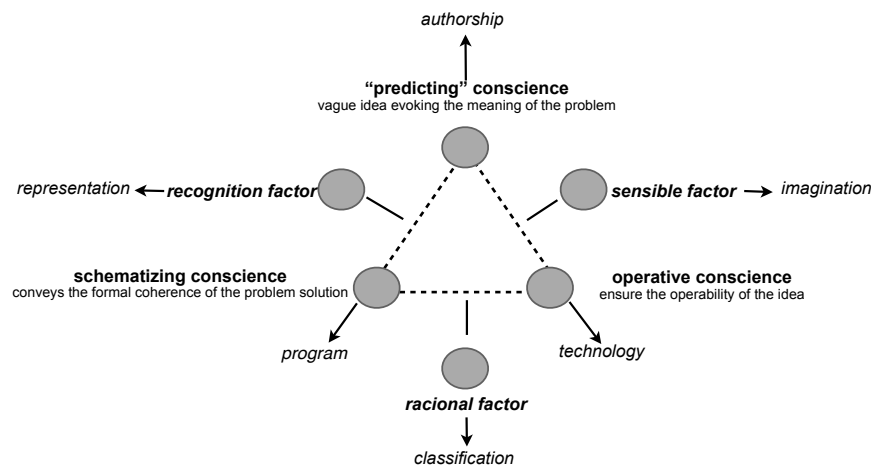 authorship
“predicting” conscience
vague idea evoking the meaning of the problem
representation
recognition factor
sensible factor
imagination
schematizing conscience
conveys the formal coherence of the problem solution
operative conscience
ensure the operability of the idea
program
technology
racional factor
classification